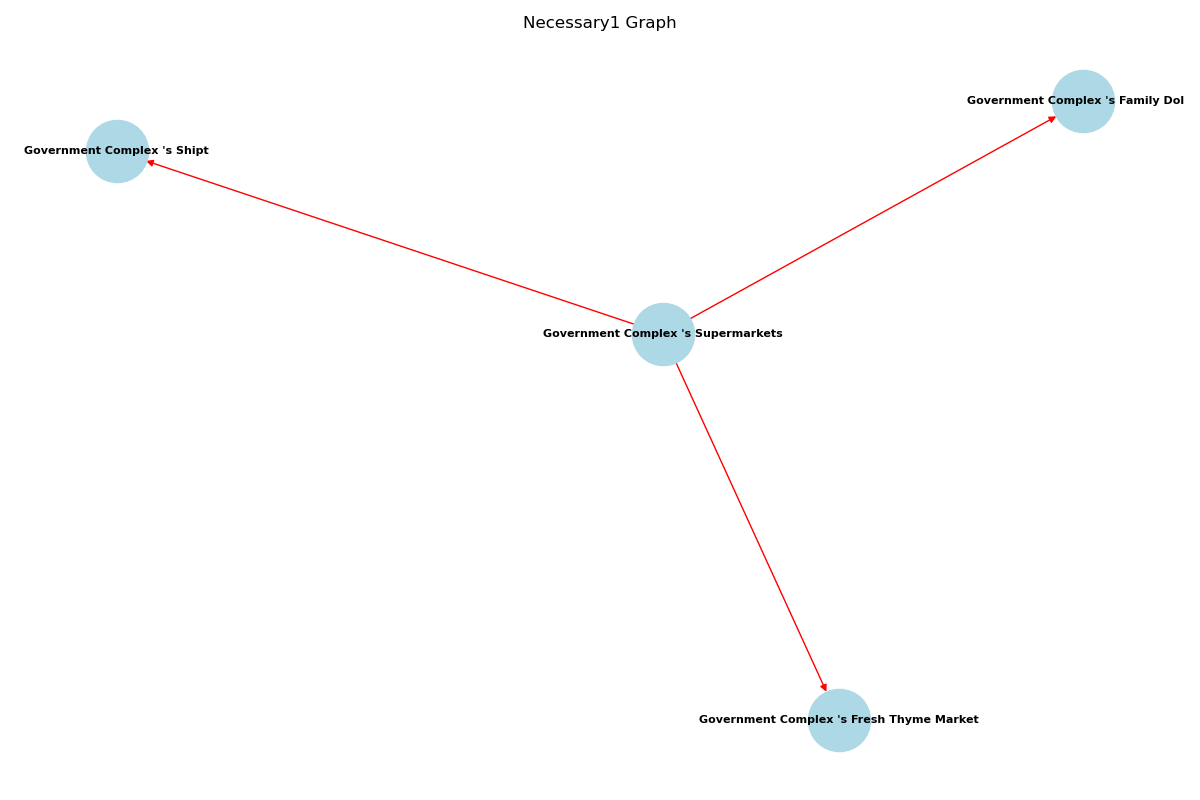 Necessary1 Graph
Government Complex 's Family Dol
Government Complex 's Shipt
Government Complex 's Supermarkets
Government Complex 's Fresh Thyme Market